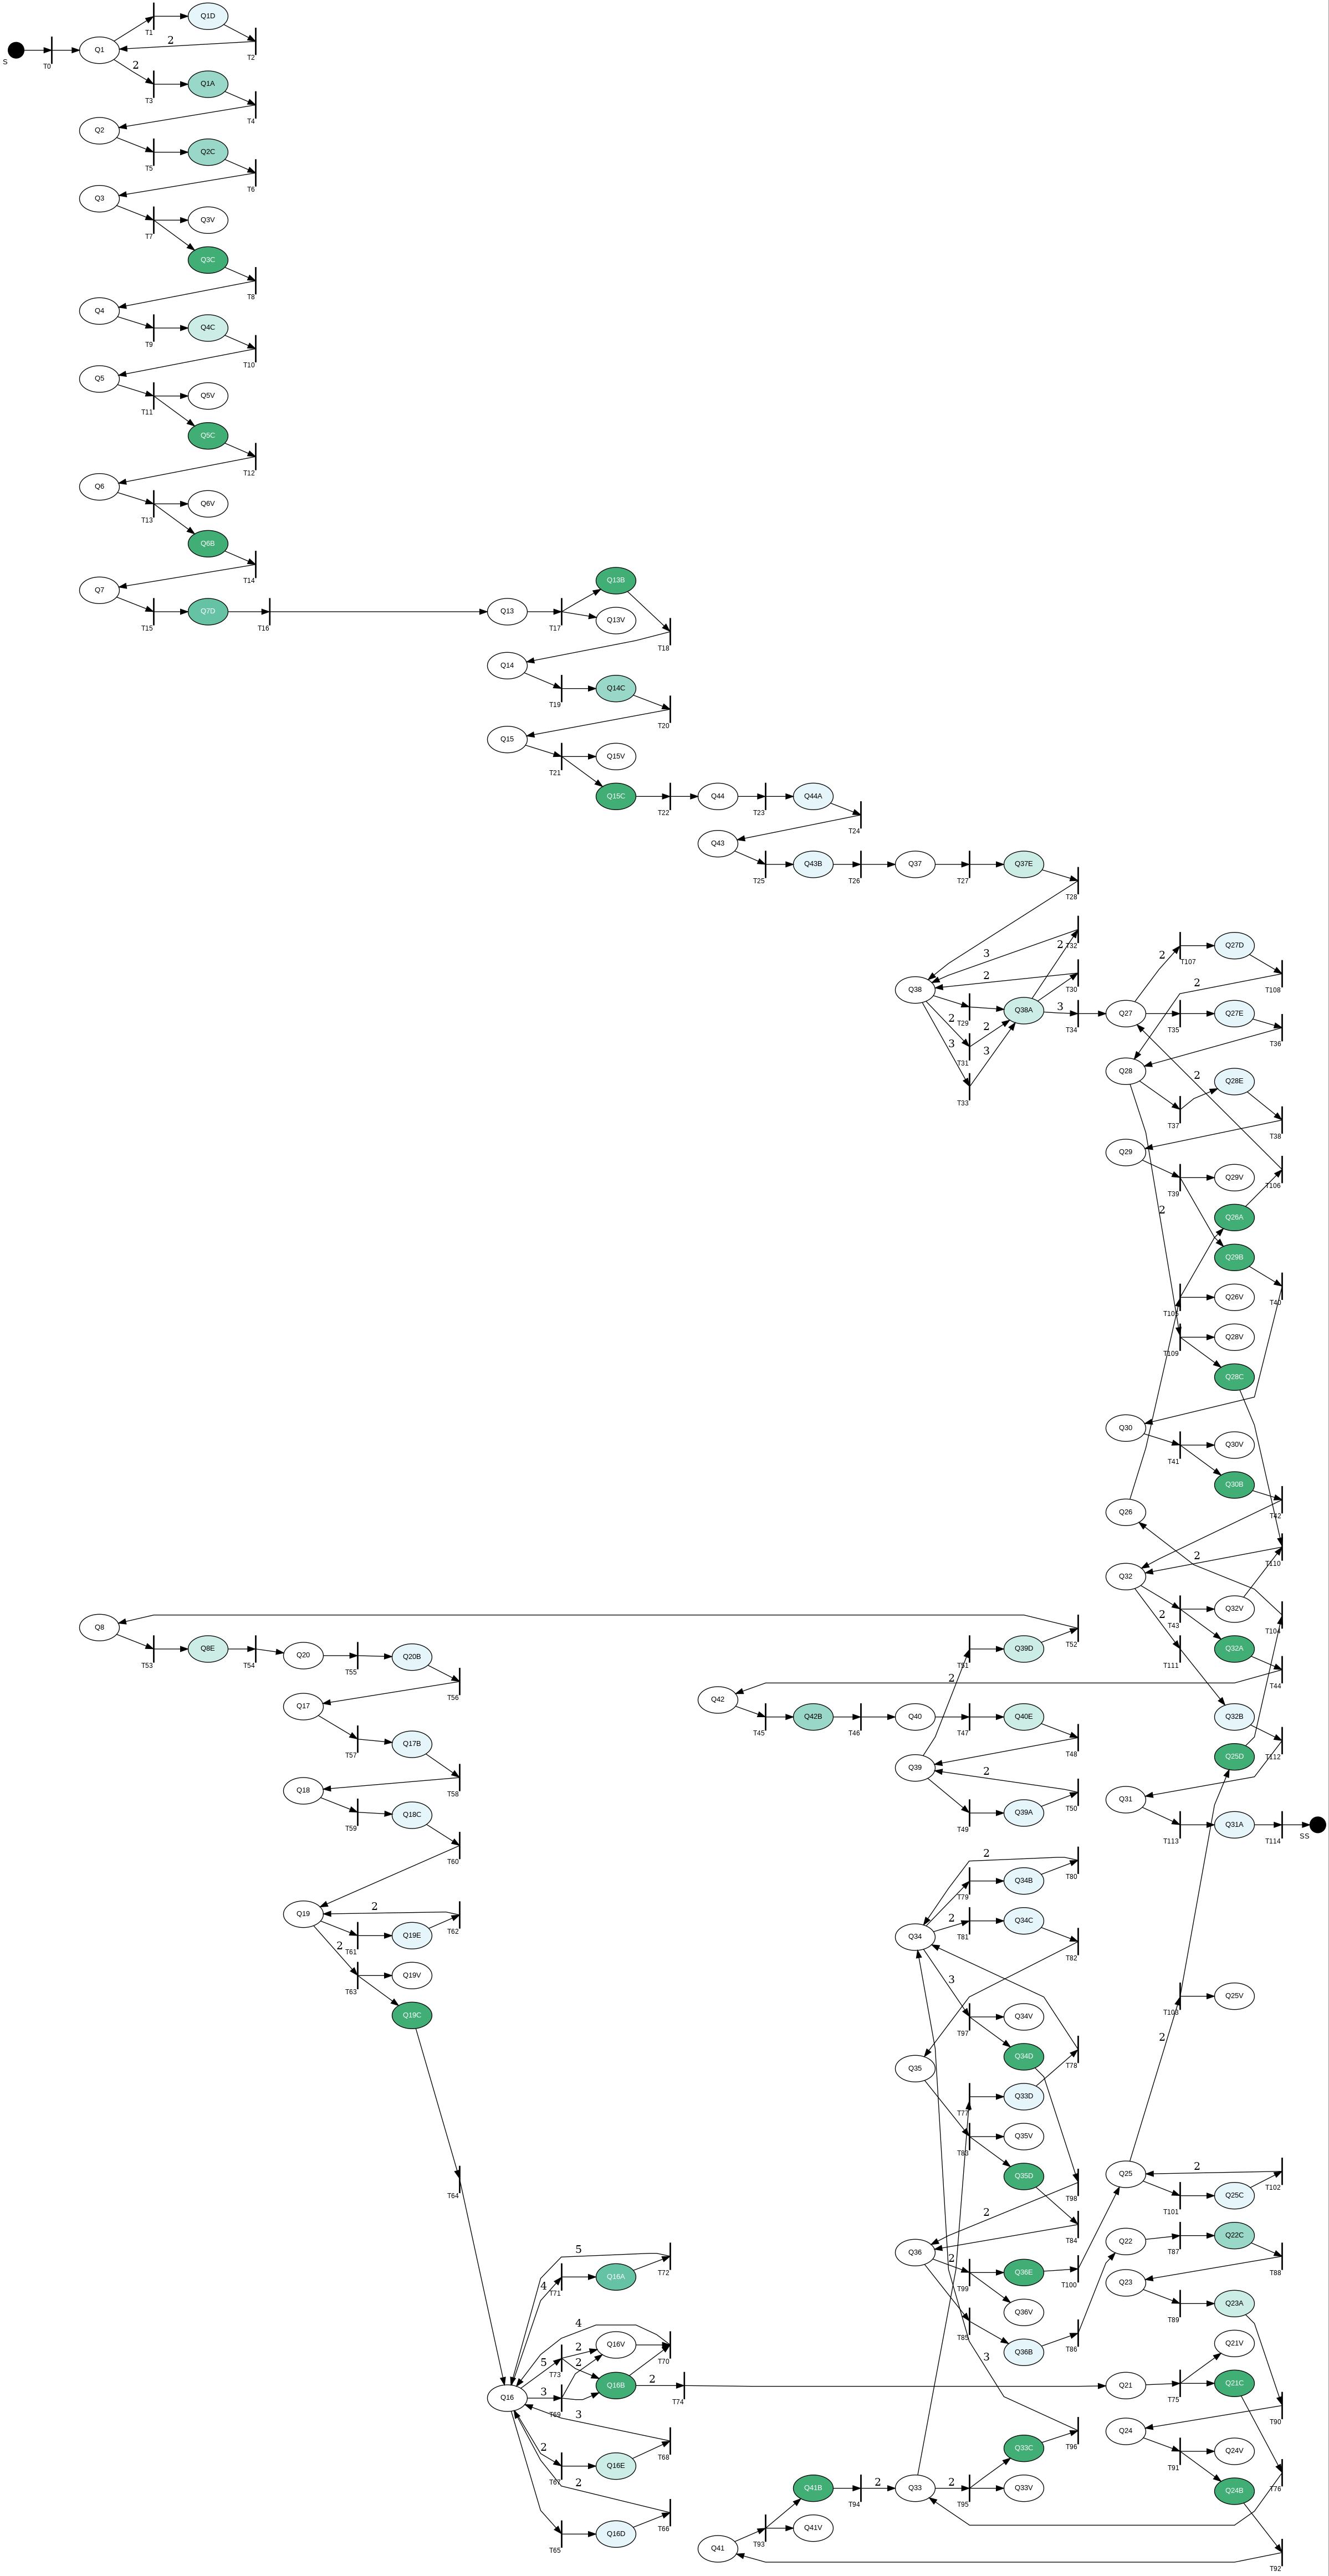 Q1D
T1
2
S
T0
Q1
T2
2
T3
Q1A
T4
Q2
T5
Q2C
T6
Q3
T7
Q3V
Q3C
T8
Q4
T9
Q4C
T10
Q5
T11
Q5V
Q5C
T12
Q6
T13
Q6V
Q6B
T14
Q7
T15
Q7D
T16
Q13
T17
Q13B
Q13V
T18
Q14
T19
Q14C
T20
Q15
T21
Q15V
Q15C
T22
Q44
T23
Q44A
T24
Q43
T25
Q43B
T26
Q37
T27
Q37E
T28
2
T32
3
2
T30
Q38
T29
Q38A
3
T34
2
T31
2
3
T33
3
Q27
2
T107
Q27D
T108
2
T35
Q27E
T36
Q28
2
T37
Q28E
T38
Q29
T39
Q29V
T106
2
Q26A
Q29B
T40
T105
Q26V
T109
Q28V
Q28C
Q30
T41
Q30V
Q30B
T42
Q26
T110
2
Q32
T43
Q32V
T104
2
T111
Q32A
T44
Q8
T53
Q8E
T54
Q20
T55
Q20B
T56
T51
Q39D
T52
2
Q42
T45
Q42B
T46
Q40
T47
Q40E
T48
Q32B
T112
Q25D
Q17
T57
Q17B
T58
Q39
2
T49
Q39A
T50
Q18
T59
Q18C
T60
Q31
T113
Q31A
T114
SS
2
T80
T79
Q34B
Q34
2
T81
Q34C
T82
Q19
2
T61
Q19E
T62
2
T63
Q19V
Q19C
3
T97
Q34V
Q34D
T78
Q35
T77
Q33D
T83
Q35V
Q35D
T98
2
T84
T103
Q25V
2
Q25
2
T101
Q25C
T102
T64
Q36
2
T99
Q36E
T100
Q36V
T85
Q36B
T86
Q22
T87
Q22C
T88
Q23
T89
Q23A
5
T72
4
T71
Q16A
4
T73
2
Q16V
T70
5
2
Q16
3
T69
Q16B
2
T74
3
Q21
T75
Q21V
Q21C
T90
3
T68
2
T67
Q16E
2
T66
T65
Q16D
Q33C
T96
Q24
T91
Q24V
T76
Q24B
Q41B
T94
2
Q33
2
T95
Q33V
Q41
T93
Q41V
T92